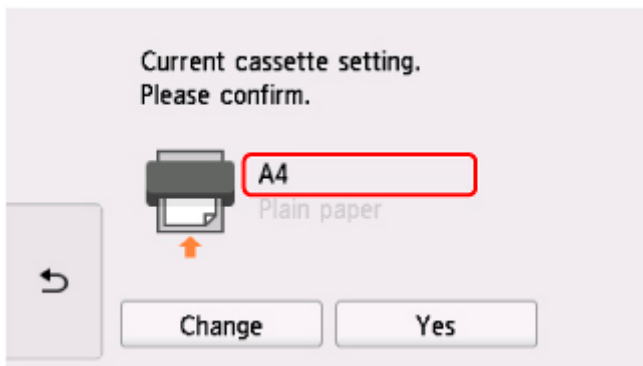 Current cassette setting.
Please confirm.
A4
Plain paper
Change
Yes